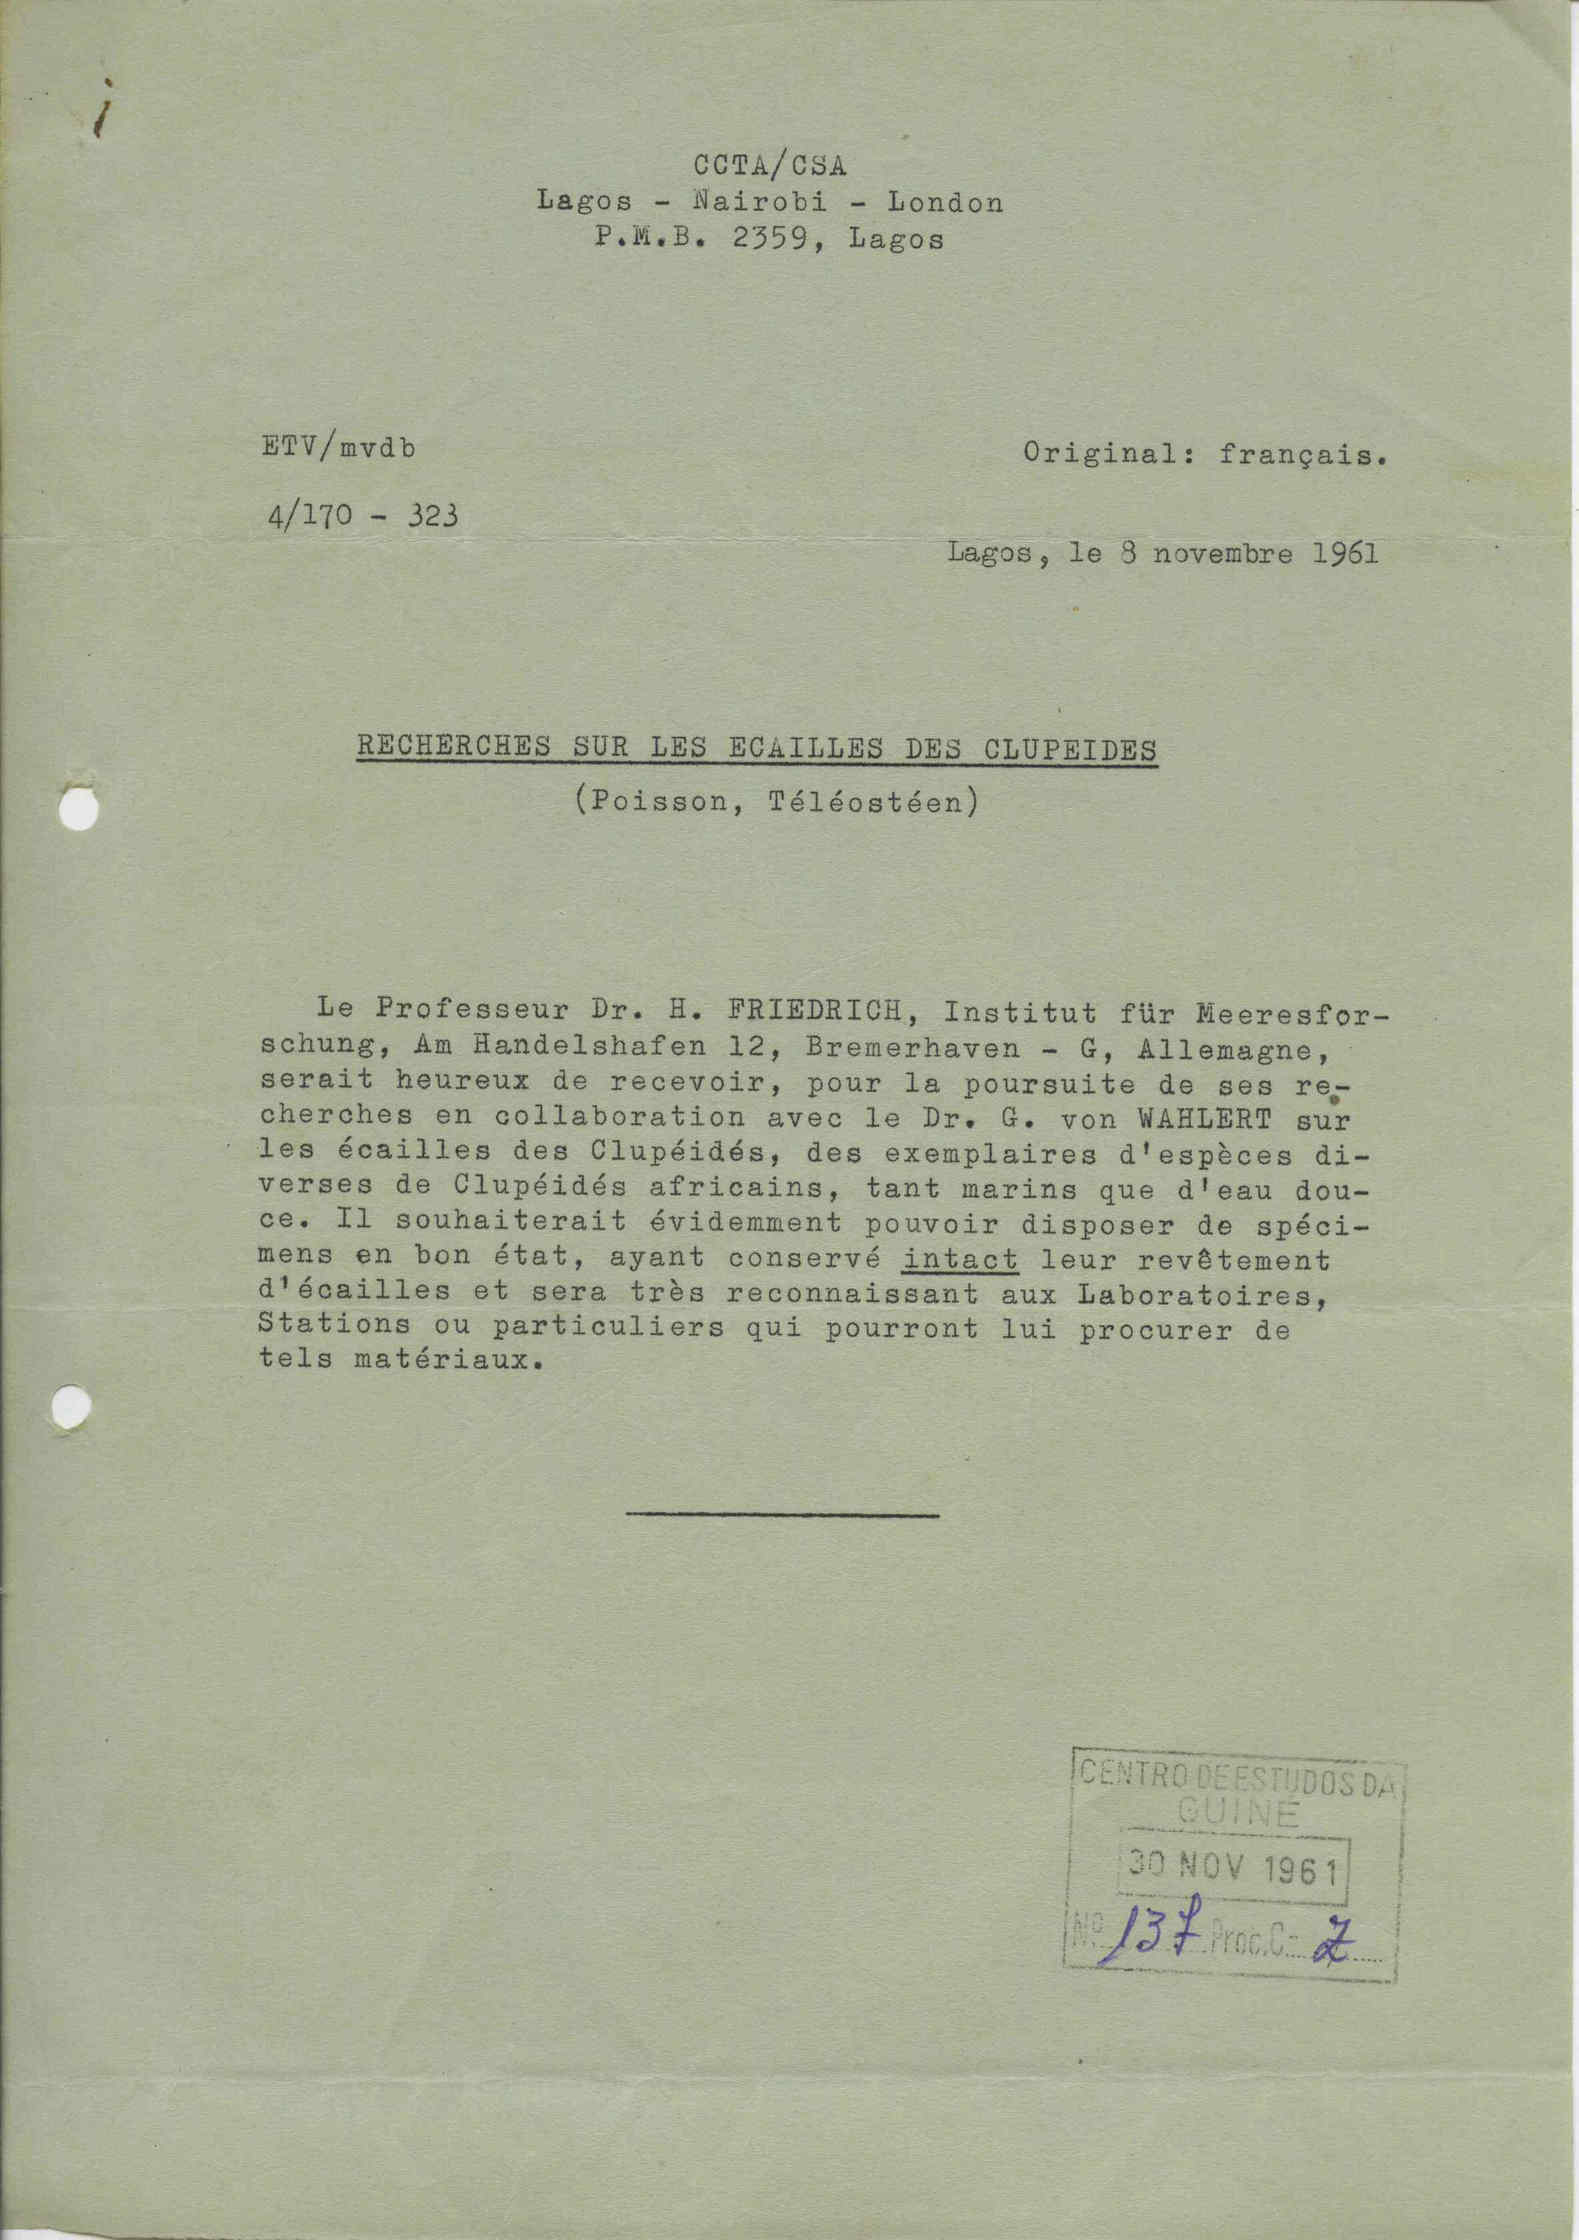 CCTA/CSA
Lagos - Nairobi - London
P.M.B. 2359, Lagos
ETV/mvdb
Original: français.
4/170 - 323
Lagos, le 8 novembre 1961
RECHERCHES SUR LES ECAILLES DES CLUPEIDES
(Poisson, Téléostéen)
Le Professeur Dr. H. FRIEDRICH, Institut für Meeresfor-
schung, Am Handelshafen 12, Bremerhaven - G, Allemagne,
serait heureux de recevoir, pour la poursuite de ses re-
cherches en collaboration avec le Dr. G. von WAHLERT sur
les écailles des Clupéidés, des exemplaires d'espèces di-
verses de Clupéidés africains, tant marins que d'eau dou-
ce. Il souhaiterait évidemment pouvoir disposer de spéci-
mens en bon état, ayant conservé intact leur revêtement
d'écailles et sera très reconnaissant aux Laboratoires,
Stations ou particuliers qui pourront lui procurer de
tels matériaux.
CENTRO DE ESTUDOS DA
GUINÉ
30 NOV 1961
Nº 137 Proc. C- 7